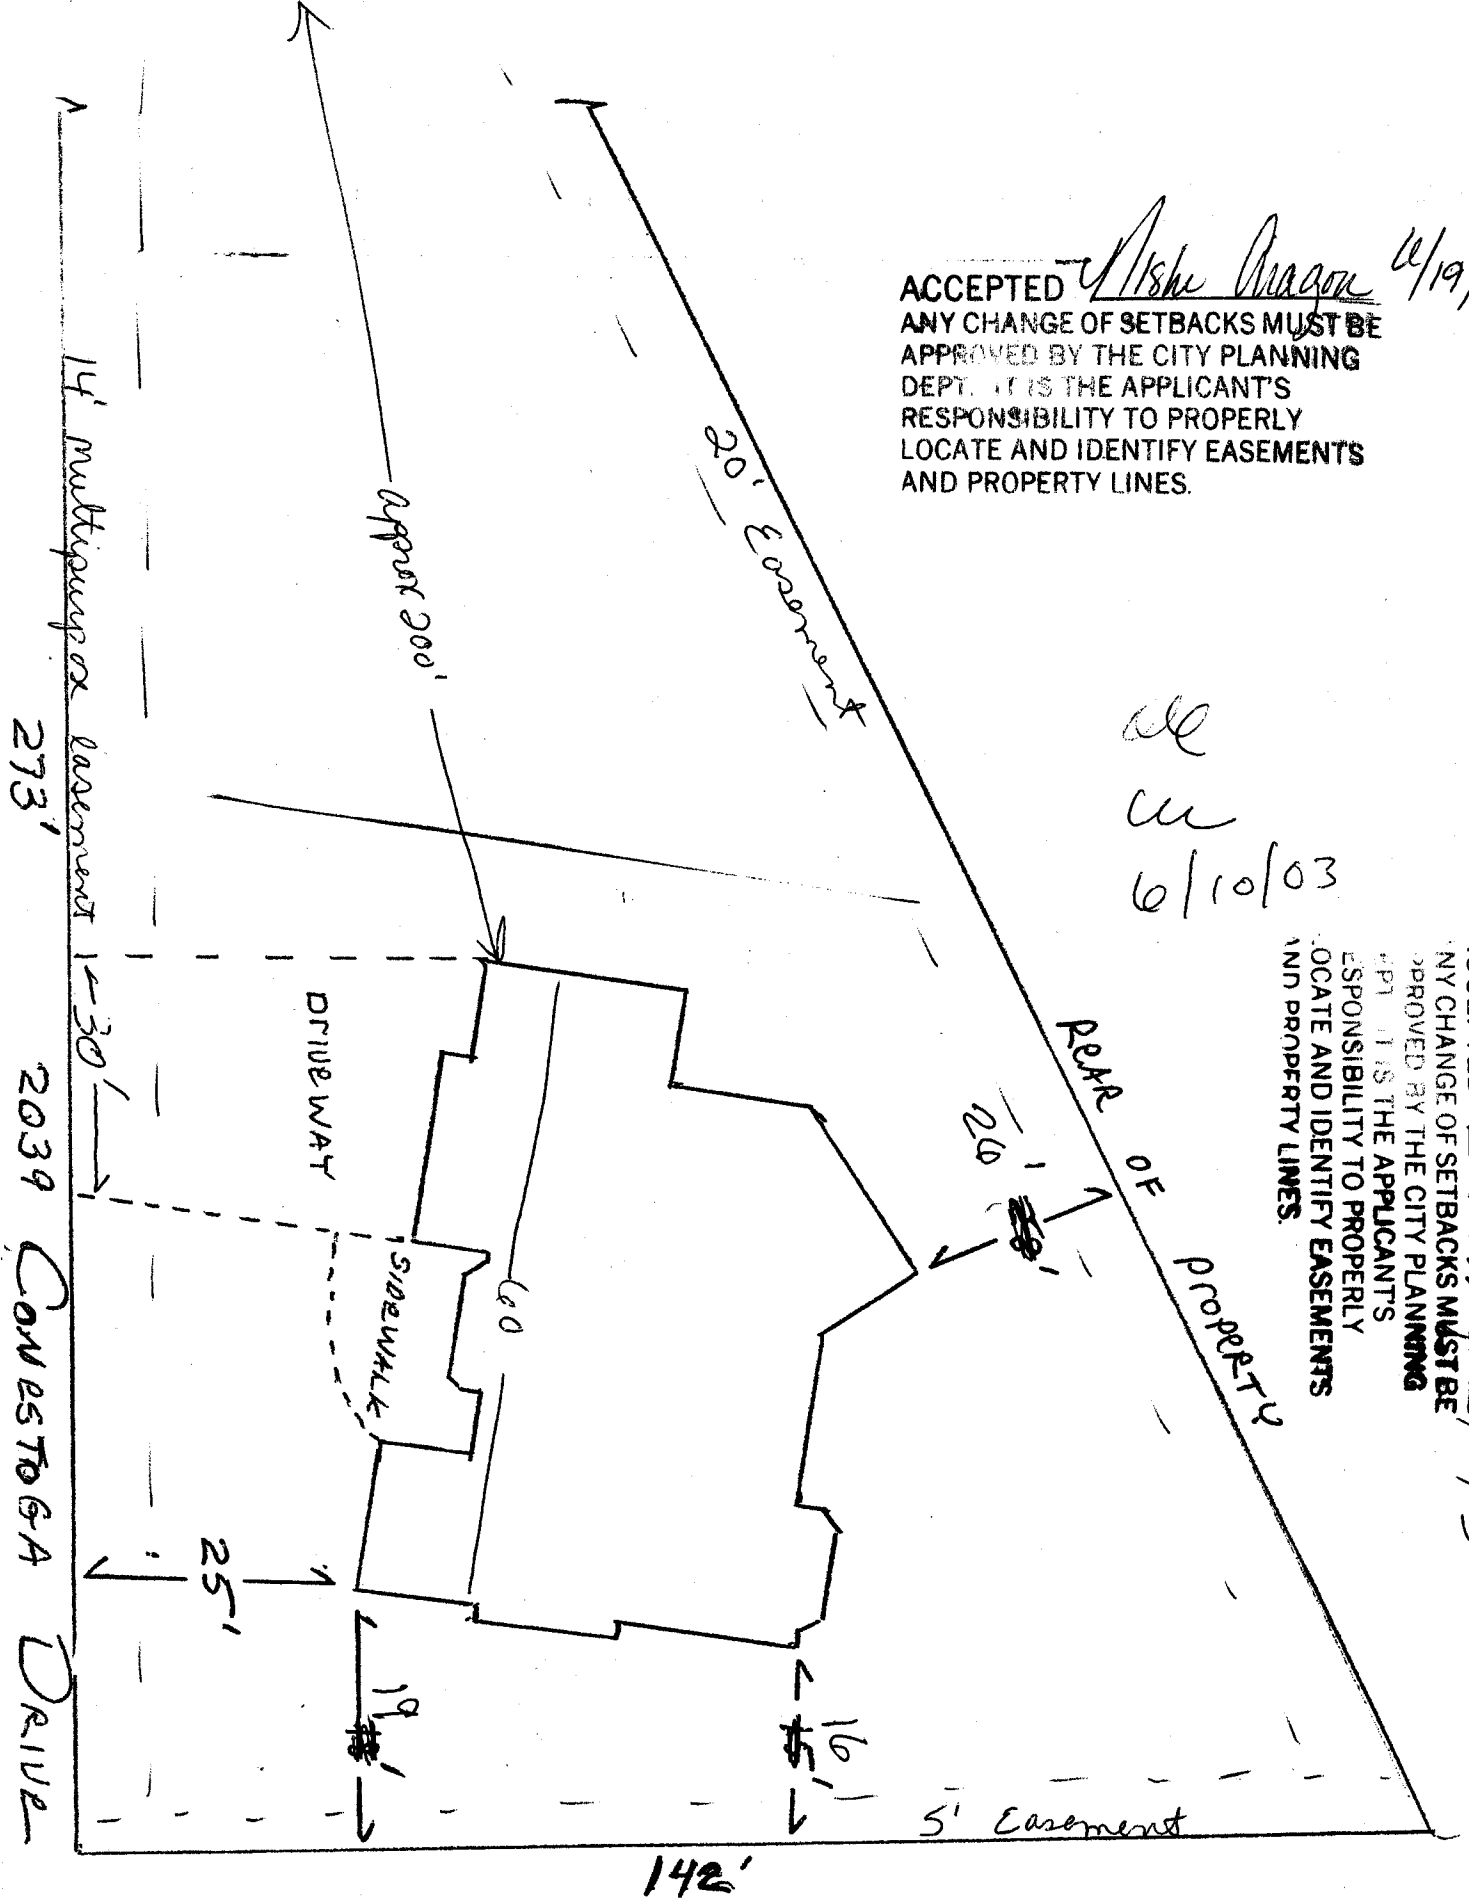 ACCEPTED
ANY CHANGE OF SETBACKS MUST BE
APPROVED BY THE CITY PLANNING
DEPT. IT IS THE APPLICANT'S
RESPONSIBILITY TO PROPERLY
LOCATE AND IDENTIFY EASEMENTS
AND PROPERTY LINES.
20' Easement
approx 200'
14' multipurpose easement
273'
6/10/03
NY CHANGE OF SETBACKS MUST BE
PPROVED BY THE CITY PLANNING
EPT. IT IS THE APPLICANT'S
ESPONSIBILITY TO PROPERLY
OCATE AND IDENTIFY EASEMENTS
AND PROPERTY LINES.
REAR OF PROPERTY
26'
30'
DRIVEWAY
SIDEWALK
60
25'
19'
16'
5' Easement
142'
2039 CONESTOGA DRIVE